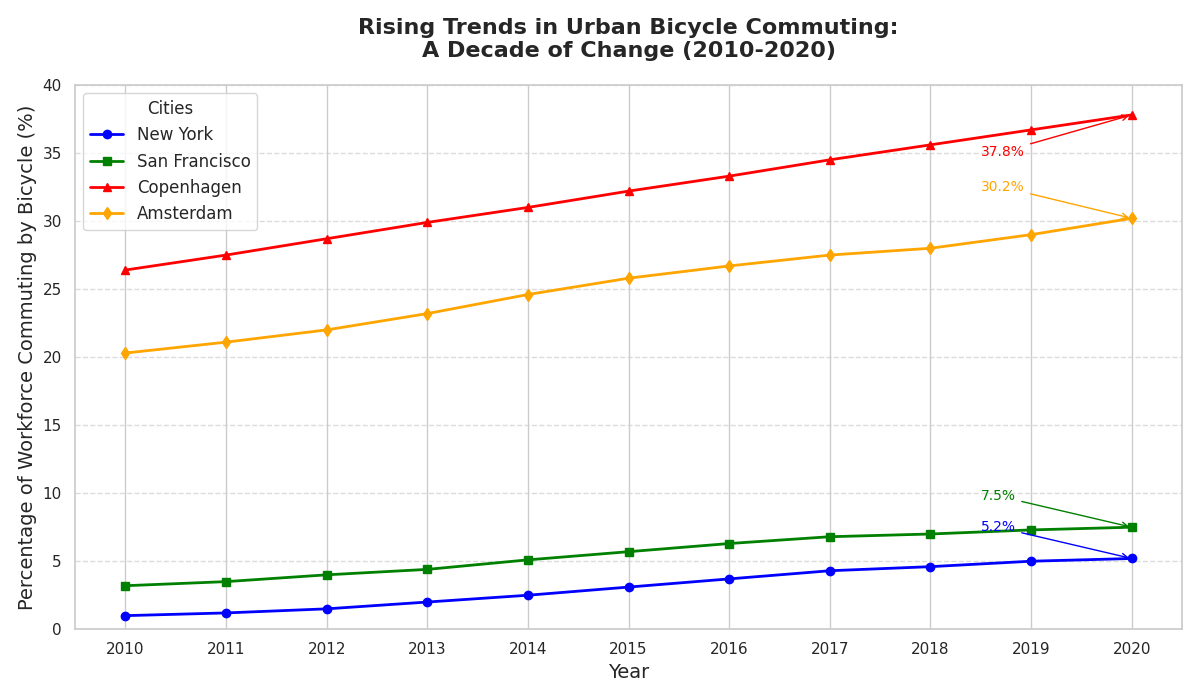 Rising Trends in Urban Bicycle Commuting:
A Decade of Change (2010-2020)
Percentage of Workforce Commuting by Bicycle (%)
40
35
30
25
20
15
10
5
0
Cities
New York
San Francisco
Copenhagen
Amsterdam
37.8%
30.2%
7.5%
5.2%
2010 2011 2012 2013 2014 2015 2016 2017 2018 2019 2020
Year